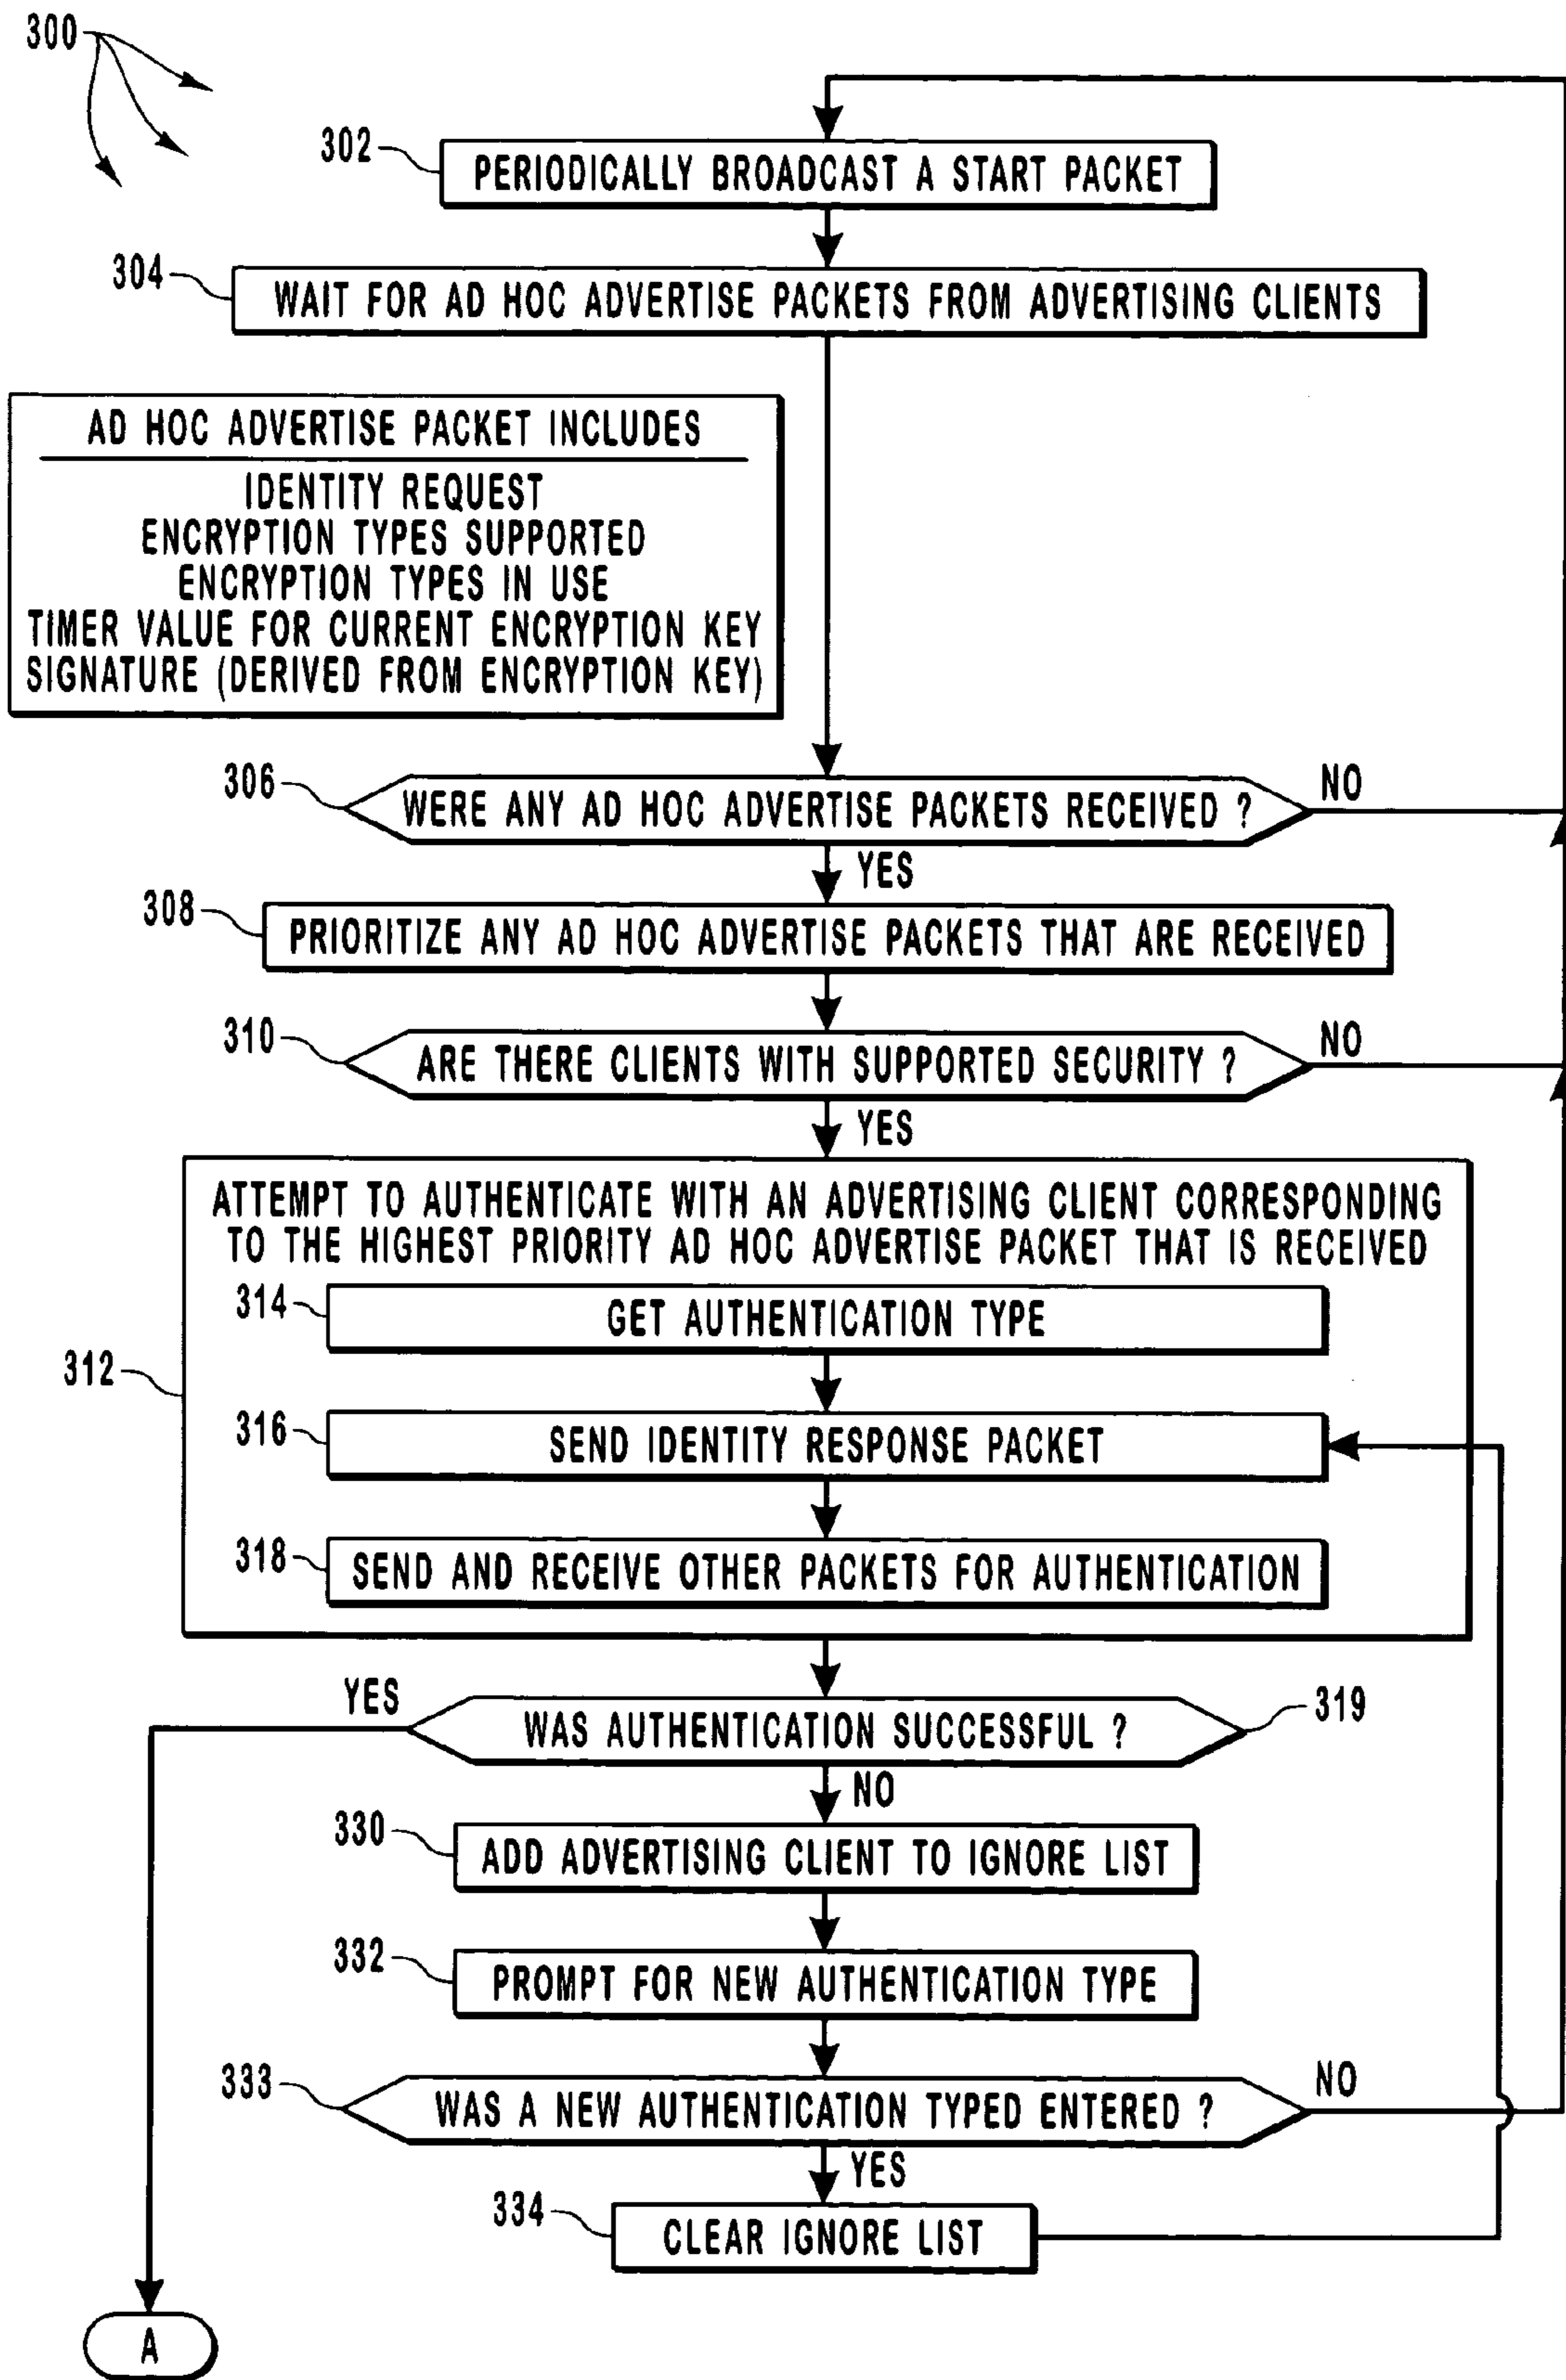 300
302
PERIODICALLY BROADCAST A START PACKET
304
WAIT FOR AD HOC ADVERTISE PACKETS FROM ADVERTISING CLIENTS
AD HOC ADVERTISE PACKET INCLUDES
IDENTITY REQUEST
ENCRYPTION TYPES SUPPORTED
ENCRYPTION TYPES IN USE
TIMER VALUE FOR CURRENT ENCRYPTION KEY
SIGNATURE (DERIVED FROM ENCRYPTION KEY)
306
WERE ANY AD HOC ADVERTISE PACKETS RECEIVED ?
NO
YES
308
PRIORITIZE ANY AD HOC ADVERTISE PACKETS THAT ARE RECEIVED
310
ARE THERE CLIENTS WITH SUPPORTED SECURITY ?
NO
YES
312
ATTEMPT TO AUTHENTICATE WITH AN ADVERTISING CLIENT CORRESPONDING
TO THE HIGHEST PRIORITY AD HOC ADVERTISE PACKET THAT IS RECEIVED
314
GET AUTHENTICATION TYPE
316
SEND IDENTITY RESPONSE PACKET
318
SEND AND RECEIVE OTHER PACKETS FOR AUTHENTICATION
YES
WAS AUTHENTICATION SUCCESSFUL ?
319
NO
330
ADD ADVERTISING CLIENT TO IGNORE LIST
332
PROMPT FOR NEW AUTHENTICATION TYPE
333
WAS A NEW AUTHENTICATION TYPED ENTERED ?
NO
YES
334
CLEAR IGNORE LIST
A